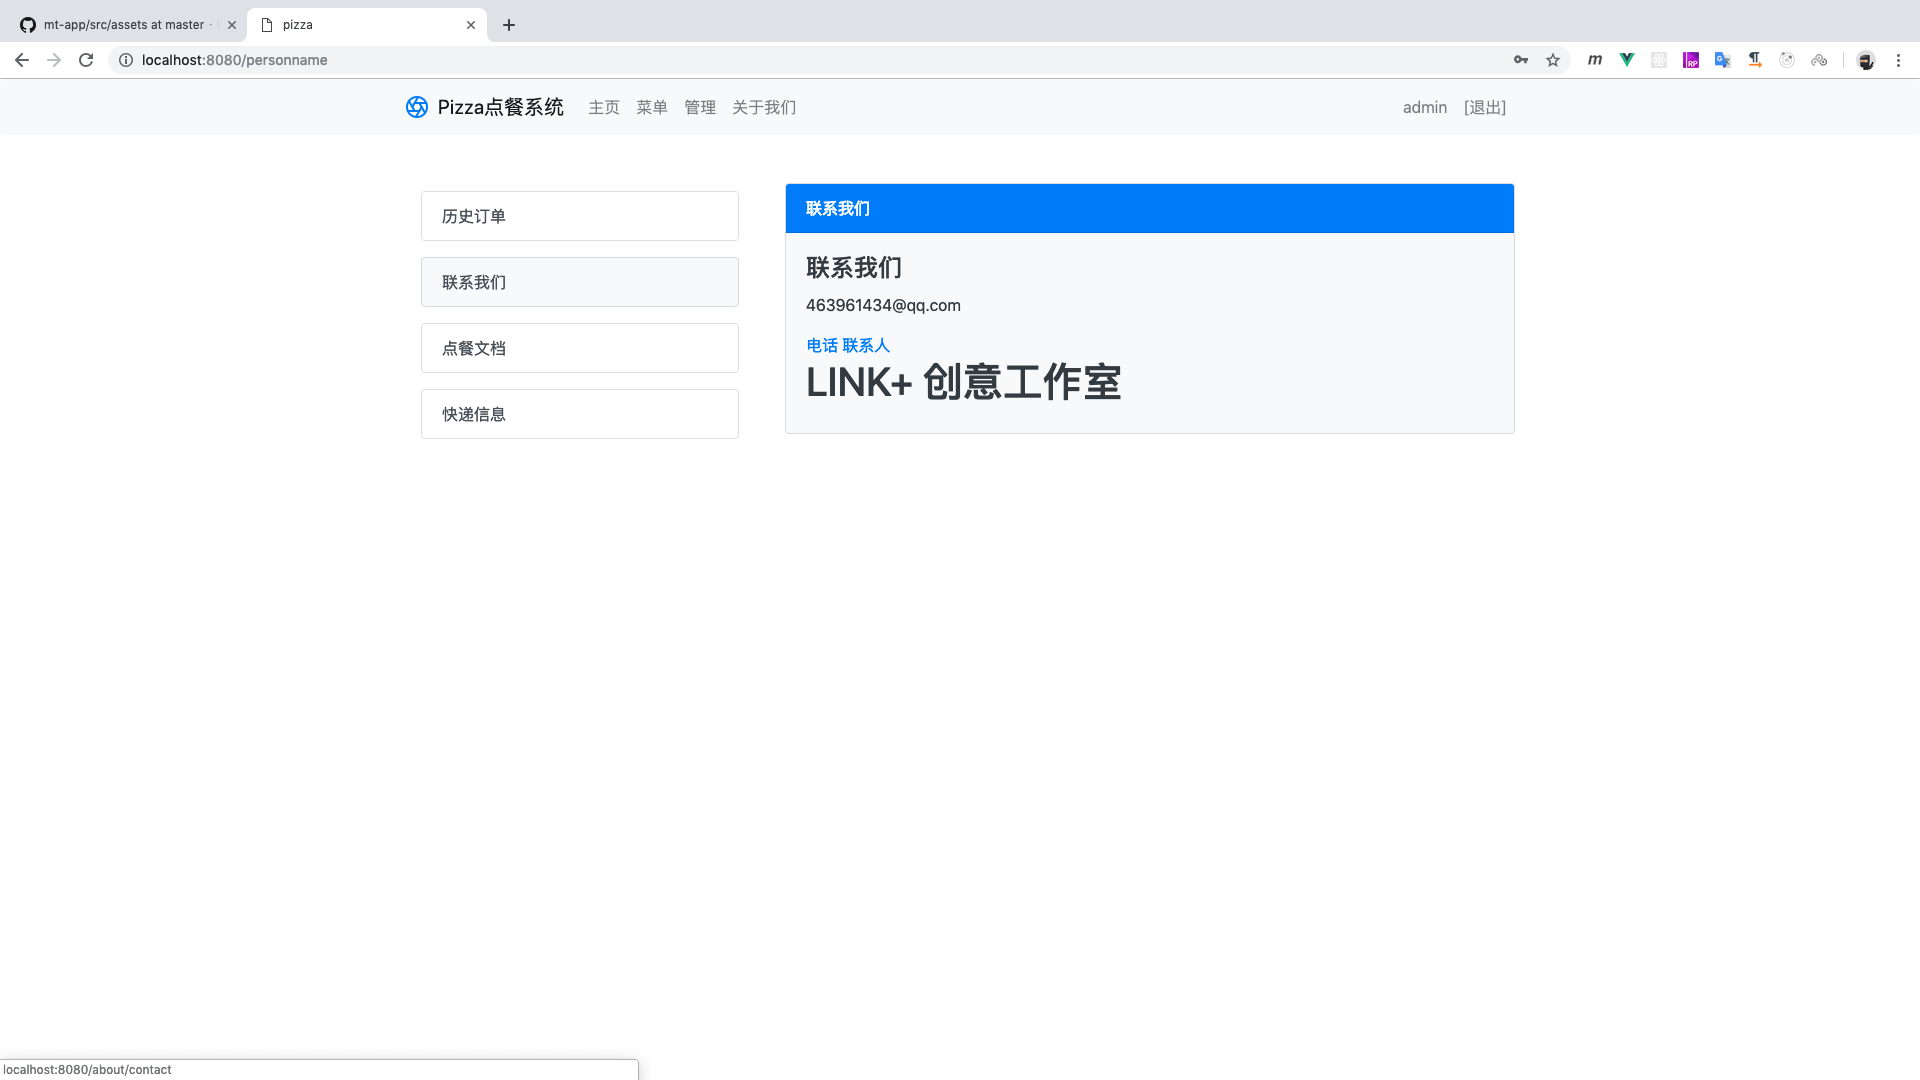 mt-app/src/assets at master ·
pizza
localhost:8080/personname
Pizza点餐系统 主页 菜单 管理 关于我们 admin [退出]
历史订单
联系我们
点餐文档
快递信息
联系我们
联系我们
463961434@qq.com
电话 联系人
LINK+ 创意工作室
localhost:8080/about/contact